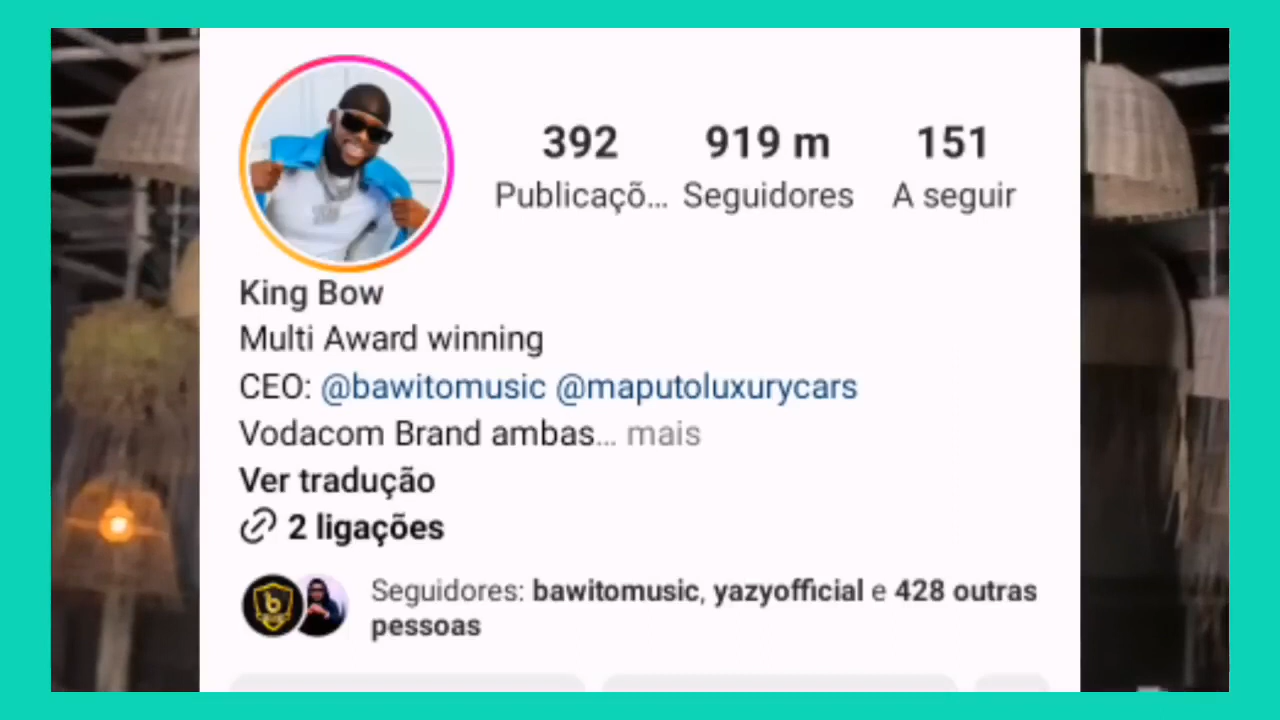 392 919 m 151
Publicaçõ... Seguidores A seguir
King Bow
Multi Award winning
CEO: @bawitomusic @maputoluxurycars
Vodacom Brand ambas... mais
Ver tradução
2 ligações
Seguidores: bawitomusic, yazyofficial e 428 outras
pessoas